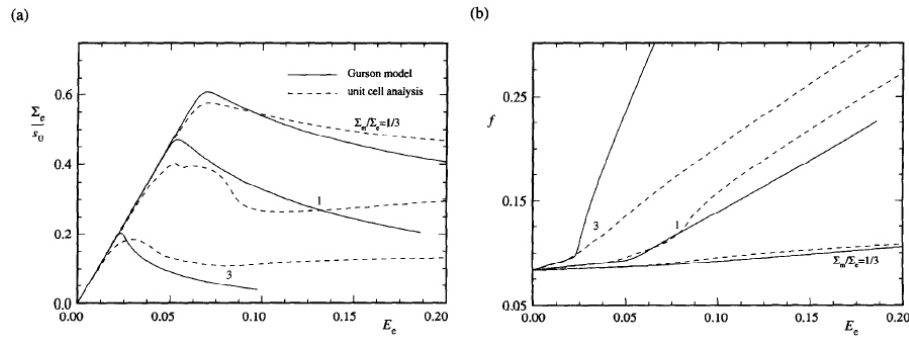 (a)
(b)
Σe
s0
0.6
0.4
0.2
0.0
Gurson model
unit cell analysis
Σm/Σe=1/3
1
3
0.00
0.05
0.10
0.15
0.20
Ee
f
0.25
0.15
0.05
3
1
Σm/Σe=1/3
0.00
0.05
0.10
0.15
0.20
Ee